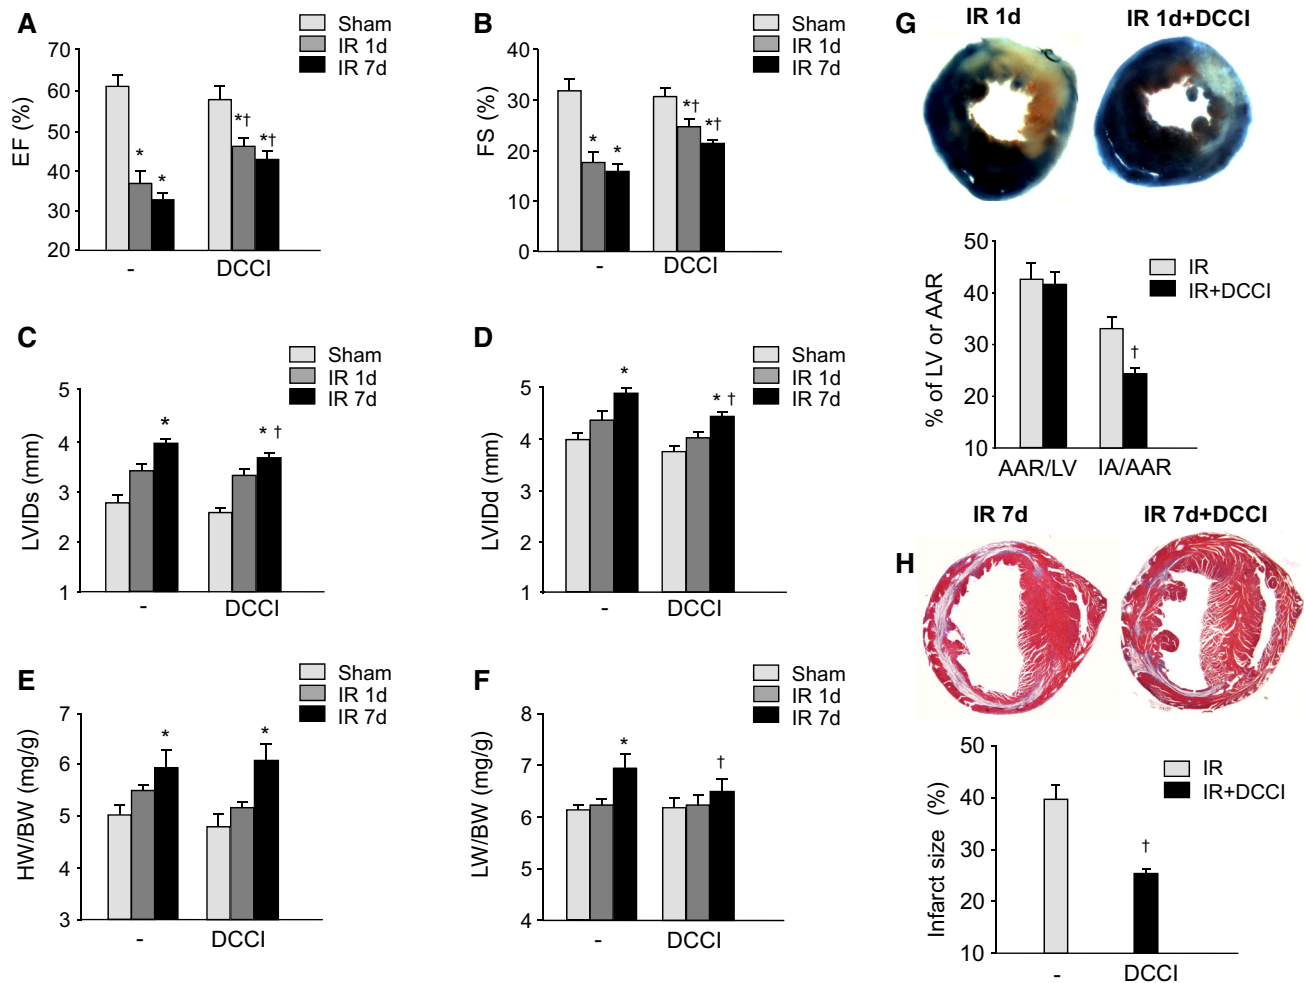 A
Sham
IR 1d
IR 7d
EF (%)
70
60
50
40
30
20
*
*
*†
*†
-
DCCI
B
Sham
IR 1d
IR 7d
FS (%)
40
30
20
10
0
*
*
*†
*†
-
DCCI
C
Sham
IR 1d
IR 7d
LVIDs (mm)
5
4
3
2
1
*
* †
-
DCCI
D
Sham
IR 1d
IR 7d
LVIDd (mm)
5
4
3
2
1
*
* †
-
DCCI
E
Sham
IR 1d
IR 7d
HW/BW (mg/g)
7
6
5
4
3
*
*
-
DCCI
F
Sham
IR 1d
IR 7d
LW/BW (mg/g)
8
7
6
5
4
*
†
-
DCCI
G
IR 1d
IR 1d+DCCI
% of LV or AAR
50
40
30
20
10
IR
IR+DCCI
†
AAR/LV
IA/AAR
H
IR 7d
IR 7d+DCCI
Infarct size (%)
50
40
30
20
10
IR
IR+DCCI
†
-
DCCI